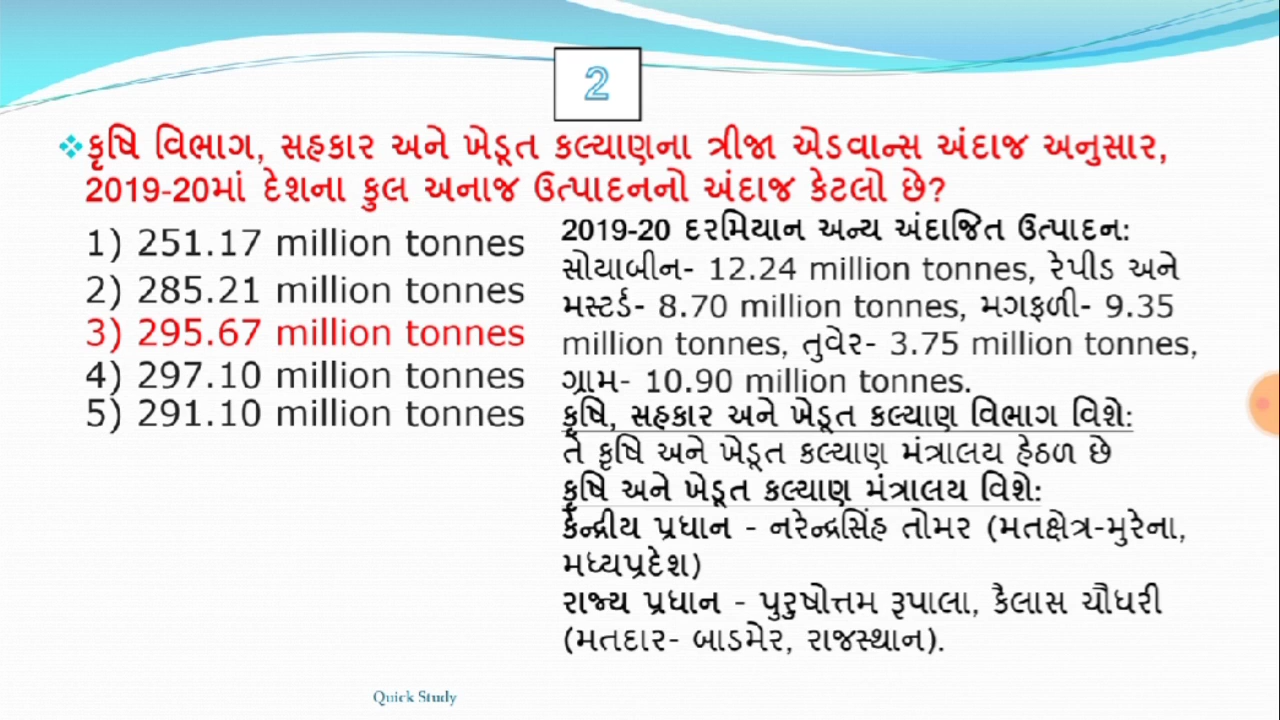 2
કૃષિ વિભાગ, સહકાર અને ખેડૂત કલ્યાણના ત્રીજા એડવાન્સ અંદાજ અનુસાર,
2019-20માં દેશના કુલ અનાજ ઉત્પાદનનો અંદાજ કેટલો છે?
1) 251.17 million tonnes
2) 285.21 million tonnes
3) 295.67 million tonnes
4) 297.10 million tonnes
5) 291.10 million tonnes
2019-20 દરમિયાન અન્ય અંદાજિત ઉત્પાદન:
સોયાબીન- 12.24 million tonnes, રેપીડ અને
મસ્ટર્ડ- 8.70 million tonnes, મગફળી- 9.35
million tonnes, તુવેર- 3.75 million tonnes,
ગ્રામ- 10.90 million tonnes.
કૃષિ, સહકાર અને ખેડૂત કલ્યાણ વિભાગ વિશે:
તે કૃષિ અને ખેડૂત કલ્યાણ મંત્રાલય હેઠળ છે
કૃષિ અને ખેડૂત કલ્યાણ મંત્રાલય વિશે:
કેન્દ્રીય પ્રધાન - નરેન્દ્રસિંહ તોમર (મતક્ષેત્ર-મુરેના,
મધ્યપ્રદેશ)
રાજ્ય પ્રધાન - પુરુષોત્તમ રૂપાલા, કૈલાસ ચૌધરી
(મતદાર- બાડમેર, રાજસ્થાન).
Quick Study